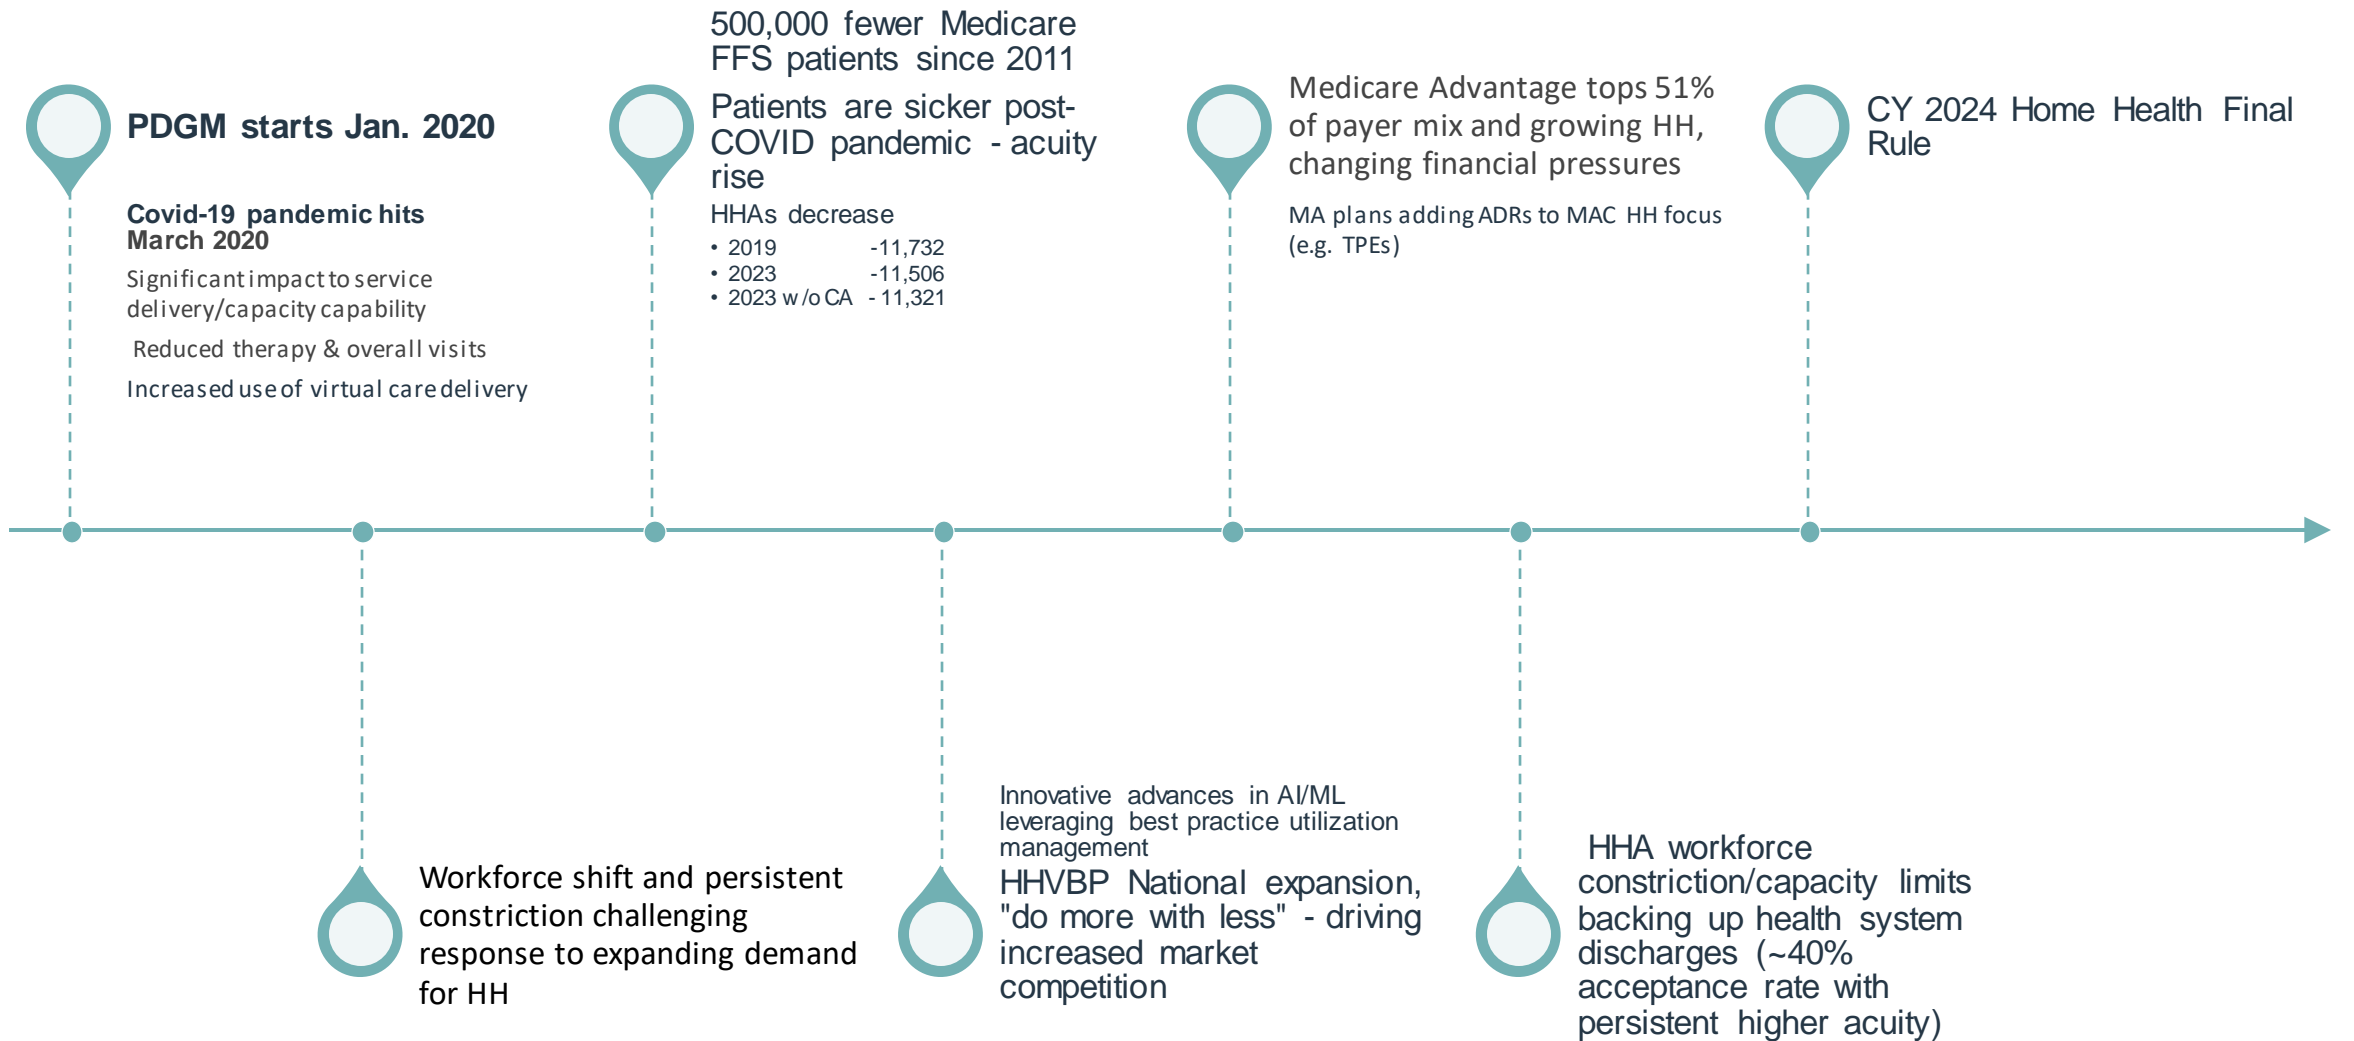 PDGM starts Jan. 2020
Covid-19 pandemic hits
March 2020
Significant impact to service
delivery/capacity capability
Reduced therapy & overall visits
Increased use of virtual care delivery
Workforce shift and persistent
constriction challenging
response to expanding demand
for HH
500,000 fewer Medicare
FFS patients since 2011
Patients are sicker post-
COVID pandemic - acuity
rise
HHAs decrease
• 2019 -11,732
• 2023 -11,506
• 2023 w/o CA - 11,321
Innovative advances in AI/ML
leveraging best practice utilization
management
HHVBP National expansion,
"do more with less" - driving
increased market
competition
Medicare Advantage tops 51%
of payer mix and growing HH,
changing financial pressures
MA plans adding ADRs to MAC HH focus
(e.g. TPEs)
HHA workforce
constriction/capacity limits
backing up health system
discharges (~40%
acceptance rate with
persistent higher acuity)
CY 2024 Home Health Final
Rule